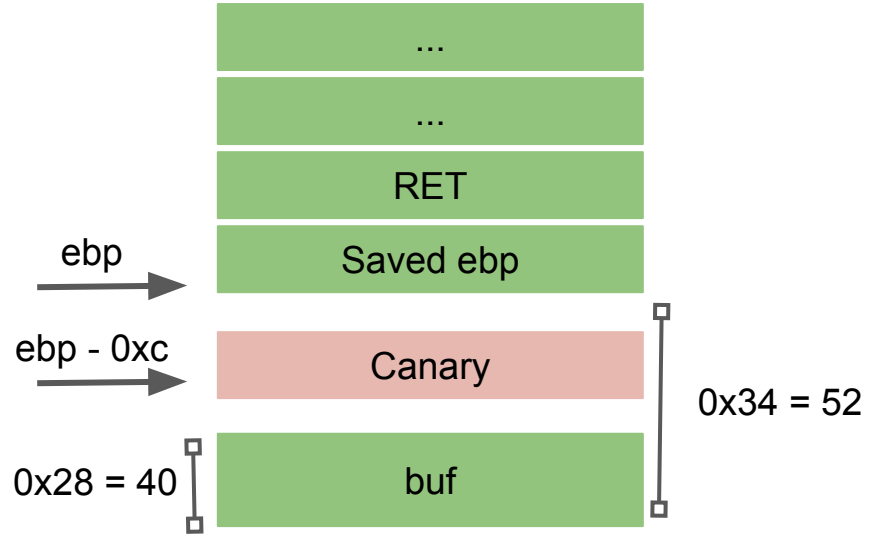 ...
...
RET
ebp
Saved ebp
ebp - 0xc
Canary
0x34 = 52
0x28 = 40
buf